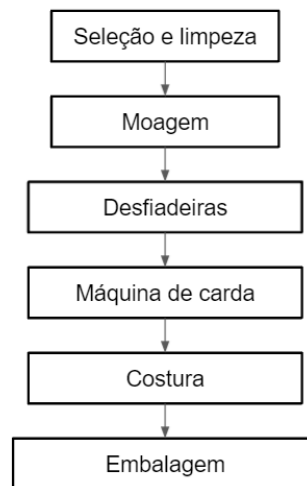 Seleção e limpeza
Moagem
Desfiadeiras
Máquina de carda
Costura
Embalagem